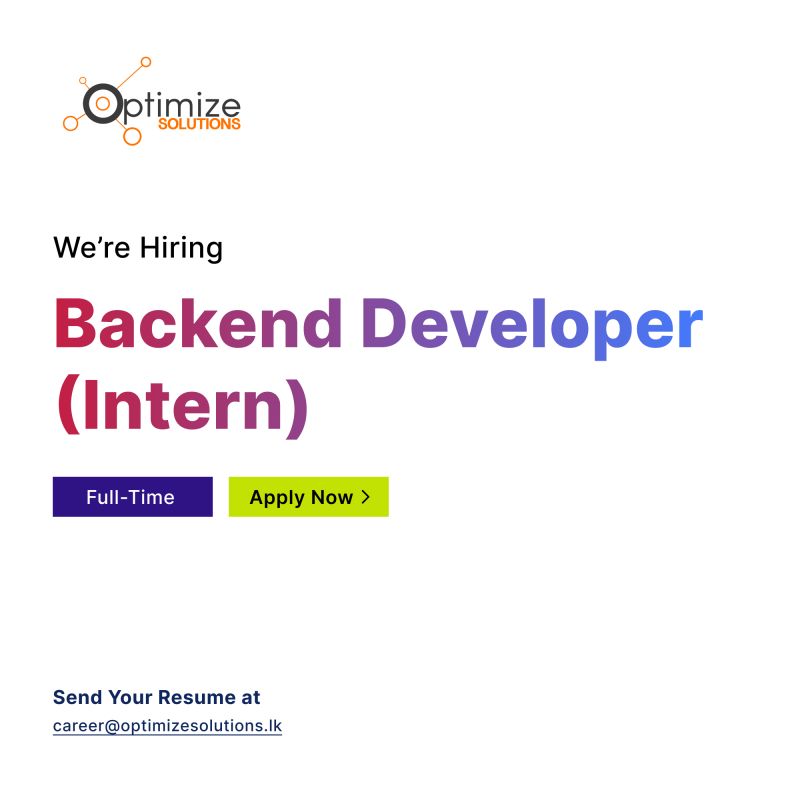 Optimize
SOLUTIONS
We’re Hiring
Backend Developer
(Intern)
Full-Time
Apply Now >
Send Your Resume at
career@optimizesolutions.lk